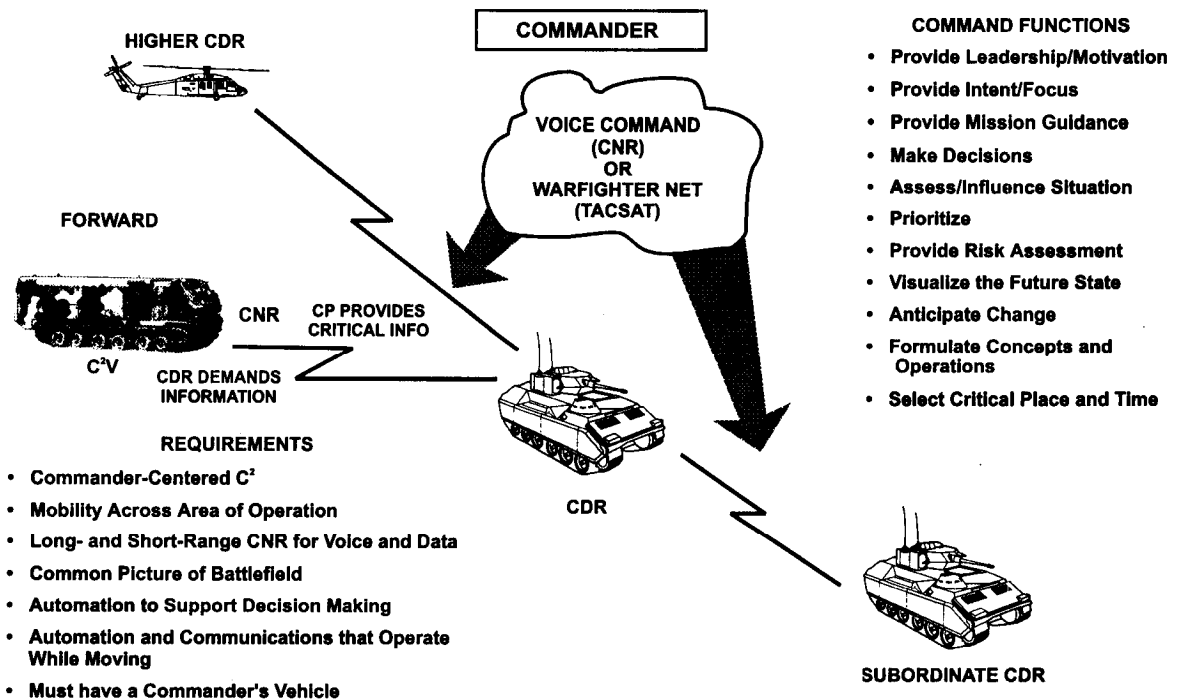 COMMANDER
HIGHER CDR
VOICE COMMAND
(CNR)
OR
WARFIGHTER NET
(TACSAT)
FORWARD
C²V
CNR
CP PROVIDES
CRITICAL INFO
CDR DEMANDS
INFORMATION
CDR
SUBORDINATE CDR
COMMAND FUNCTIONS
• Provide Leadership/Motivation
• Provide Intent/Focus
• Provide Mission Guidance
• Make Decisions
• Assess/Influence Situation
• Prioritize
• Provide Risk Assessment
• Visualize the Future State
• Anticipate Change
• Formulate Concepts and
Operations
• Select Critical Place and Time
REQUIREMENTS
• Commander-Centered C²
• Mobility Across Area of Operation
• Long- and Short-Range CNR for Voice and Data
• Common Picture of Battlefield
• Automation to Support Decision Making
• Automation and Communications that Operate
While Moving
• Must have a Commander's Vehicle